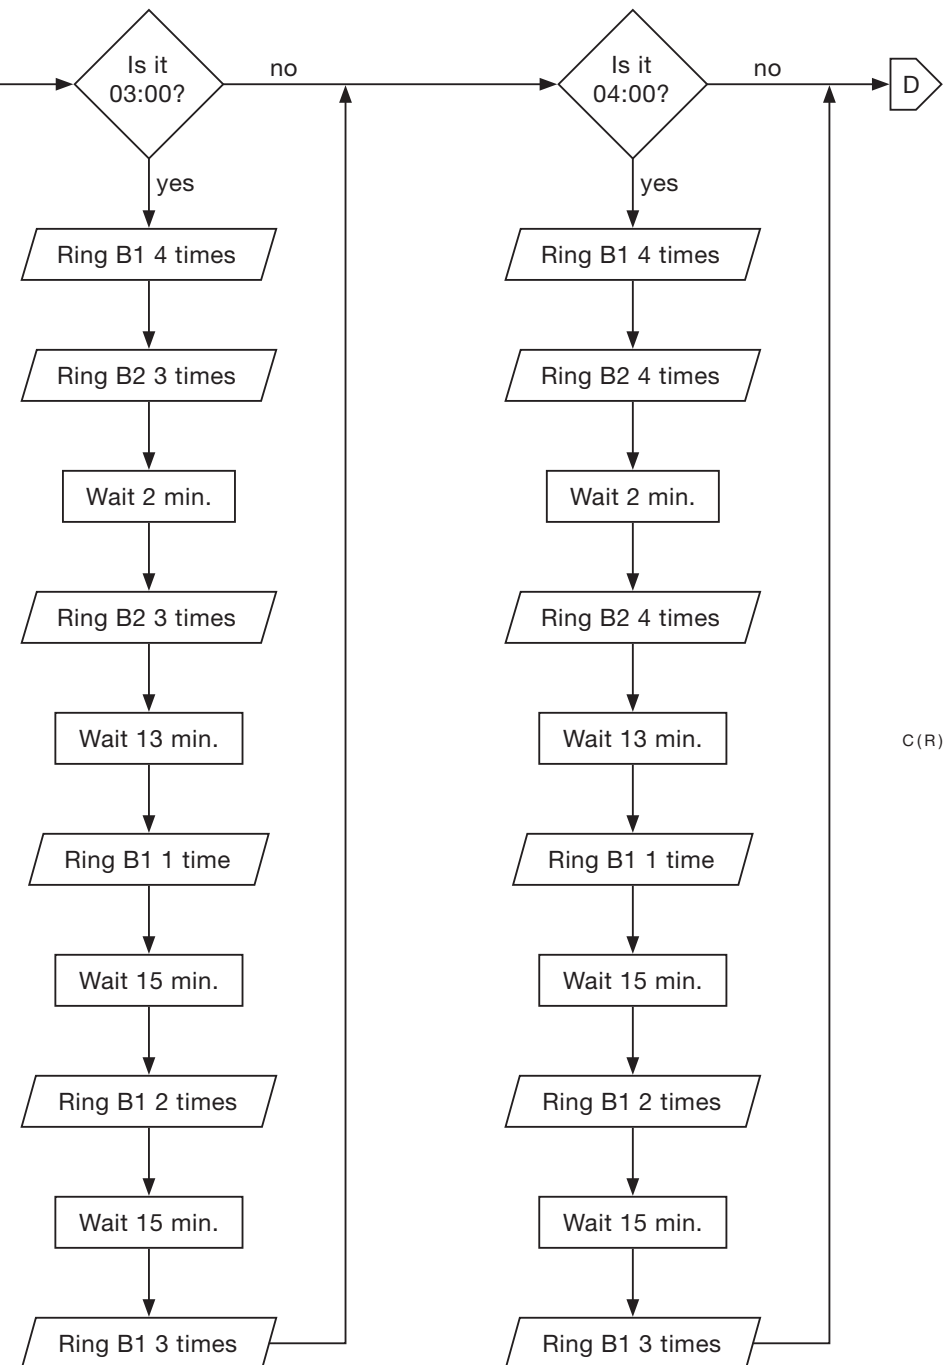 Is it
03:00?
no
yes
Ring B1 4 times
Ring B2 3 times
Wait 2 min.
Ring B2 3 times
Wait 13 min.
Ring B1 1 time
Wait 15 min.
Ring B1 2 times
Wait 15 min.
Ring B1 3 times
Is it
04:00?
no
yes
Ring B1 4 times
Ring B2 4 times
Wait 2 min.
Ring B2 4 times
Wait 13 min.
Ring B1 1 time
Wait 15 min.
Ring B1 2 times
Wait 15 min.
Ring B1 3 times
D
C(R)